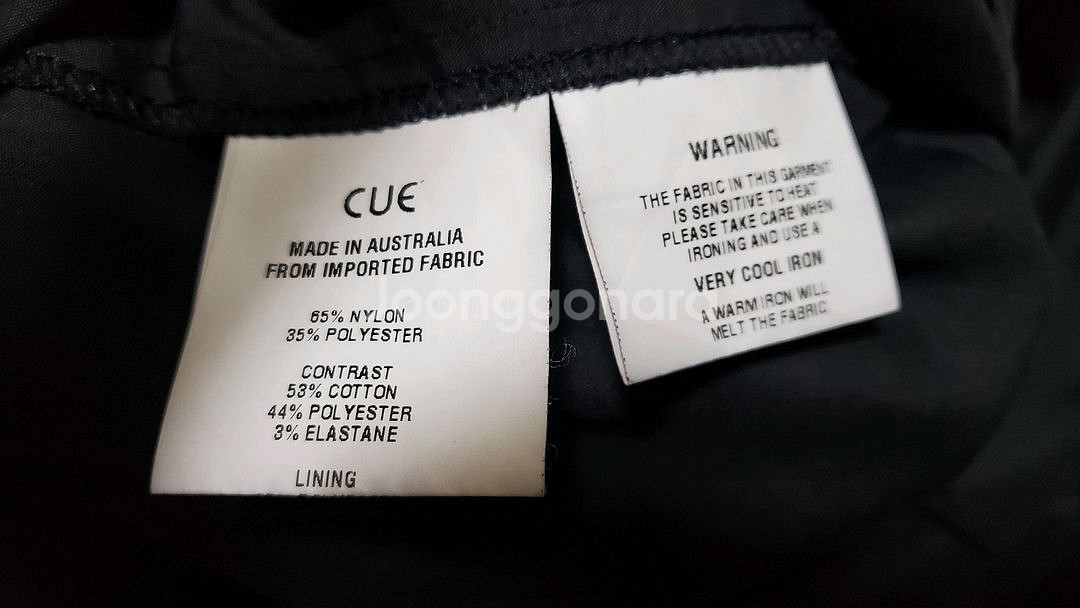 CUE
MADE IN AUSTRALIA
FROM IMPORTED FABRIC
65% NYLON
35% POLYESTER
CONTRAST
53% COTTON
44% POLYESTER
3% ELASTANE
LINING
WARNING
THE FABRIC IN THIS GARMENT
IS SENSITIVE TO HEAT
PLEASE TAKE CARE WHEN
IRONING AND USE A
VERY COOL IRON
A WARM IRON WILL
MELT THE FABRIC
joonggonara